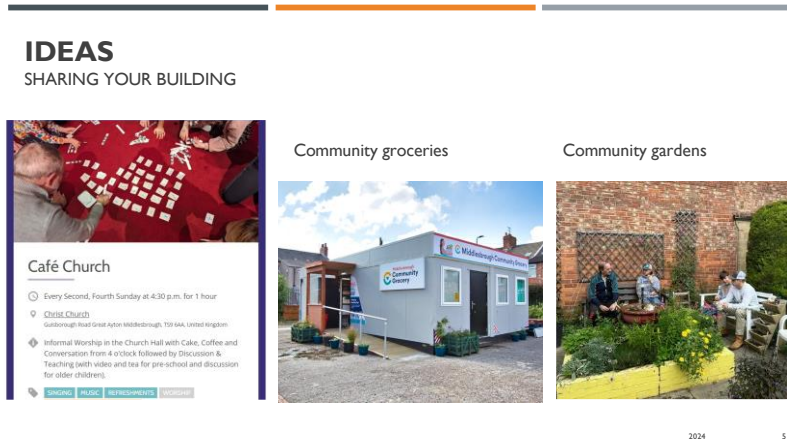 IDEAS
SHARING YOUR BUILDING
Café Church
Every Second, Fourth Sunday at 4:30 p.m. for 1 hour
Christ Church
Guisborough Road Great Ayton Middlesbrough, TS9 6AA, United Kingdom
Informal Worship in the Church Hall with Cake, Coffee and
Conversation from 4 o'clock followed by Discussion &
Teaching (with video and tea for pre-school and discussion
for older children).
SINGING MUSIC REFRESHMENTS WORSHIP
Community groceries
Middlesbrough Community Grocery
Middlesbrough
Community
Grocery
Community gardens
2024 5